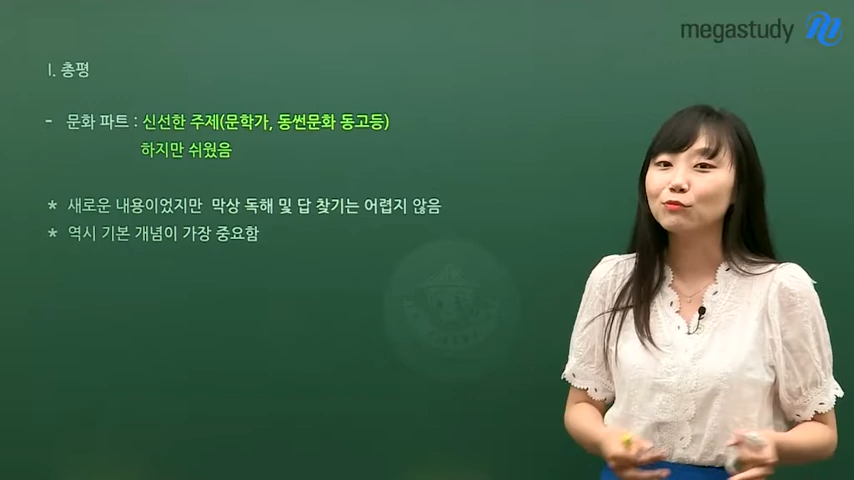 megastudy
I. 총평
- 문화 파트 : 신선한 주제(문학가, 동썬문화 동고등)
하지만 쉬웠음
* 새로운 내용이었지만 막상 독해 및 답 찾기는 어렵지 않음
* 역시 기본 개념이 가장 중요함